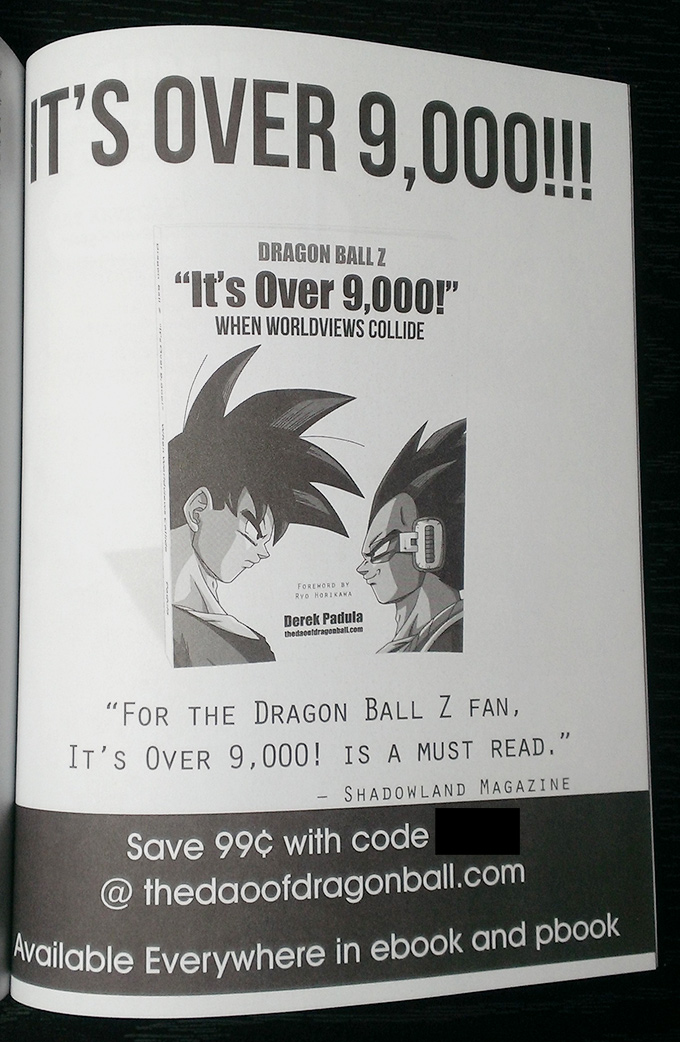 IT'S OVER 9,000!!!
DRAGON BALL Z
“It's Over 9,000!”
WHEN WORLDVIEWS COLLIDE
FOREWORD BY
RYO HORIKAWA
Derek Padula
thedaoofdragonball.com
“FOR THE DRAGON BALL Z FAN,
IT'S OVER 9,000! IS A MUST READ.”
– SHADOWLAND MAGAZINE
Save 99¢ with code
@ thedaoofdragonball.com
Available Everywhere in ebook and pbook